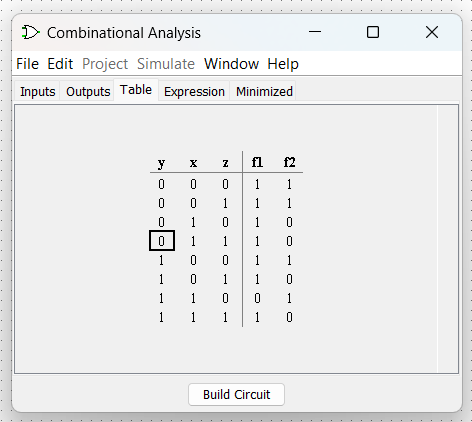 Combinational Analysis
File Edit Project Simulate Window Help
Inputs Outputs Table Expression Minimized
y x z f1 f2
0 0 0 1 1
0 0 1 1 1
0 1 0 1 0
0 1 1 1 0
1 0 0 1 1
1 0 1 1 0
1 1 0 0 1
1 1 1 1 0
Build Circuit